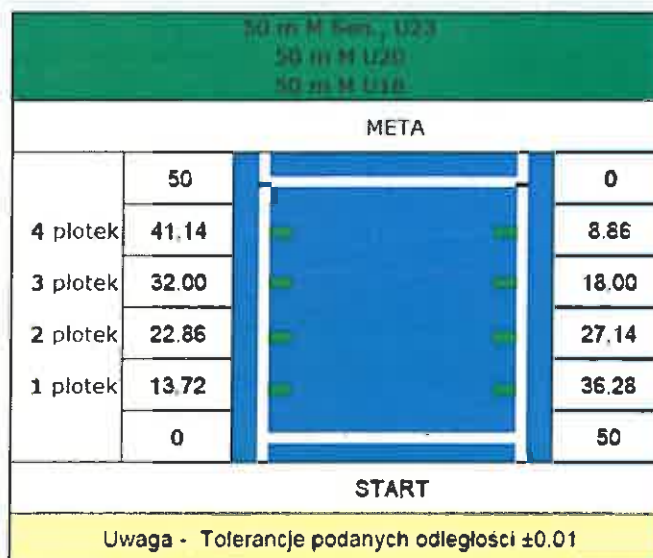 50 m M Sen., U23
50 m M U20
50 m M U18
META
50 0
4 płotek 41.14 8.86
3 płotek 32.00 18.00
2 płotek 22.86 27.14
1 płotek 13.72 36.28
0 50
START
Uwaga - Tolerancje podanych odległości ±0.01